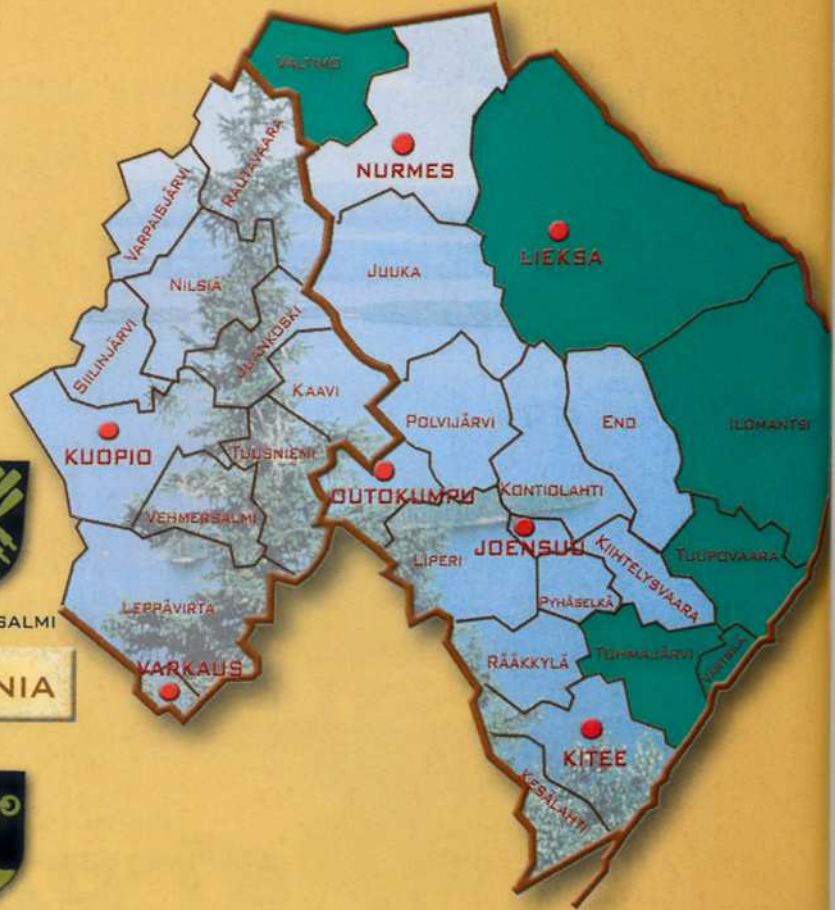 VALTIMO
RAUTAVAARA
NURMES
VARPAISJÄRVI
LIEKSA
JUUKA
NILSIÄ
JUANKOSKI
SIILINJÄRVI
KAAVI
POLVIJÄRVI
ENO
ILOMANTSI
KUOPIO
TUUSNIEMI
OUTOKUMPU
KONTIOLAHTI
VEHMERSALMI
JOENSUU
KIIHTELYSVAARA
TUUPOVAARA
LIPERI
PYHÄSELKÄ
LEPPÄVIRTA
SALMI
RÄÄKKYLÄ
TOHMAJÄRVI
VÄRTSILÄ
VARKAUS
NIA
KITEE
KESÄLAHTI